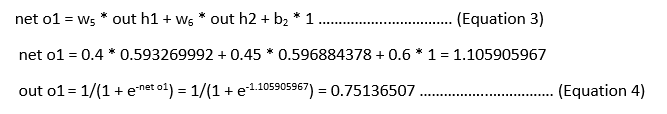 net o1 = w₅ * out h1 + w₆ * out h2 + b₂ * 1 ................................. (Equation 3)
net o1 = 0.4 * 0.593269992 + 0.45 * 0.596884378 + 0.6 * 1 = 1.105905967
out o1 = 1/(1 + e⁻ⁿᵉᵗ ᵒ¹) = 1/(1 + e⁻¹·¹⁰⁵⁹⁰⁵⁹⁶⁷) = 0.75136507 ................................. (Equation 4)